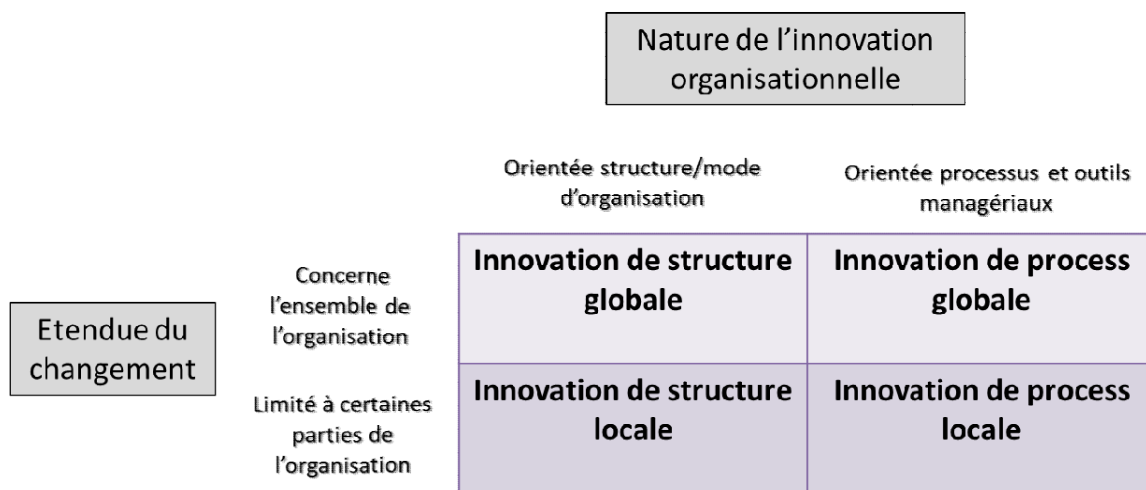 Nature de l'innovation
organisationnelle
Orientée structure/mode
d'organisation
Orientée processus et outils
managériaux
Etendue du
changement
Concerne
l'ensemble de
l'organisation
Innovation de structure
globale
Innovation de process
globale
Limité à certaines
parties de
l'organisation
Innovation de structure
locale
Innovation de process
locale